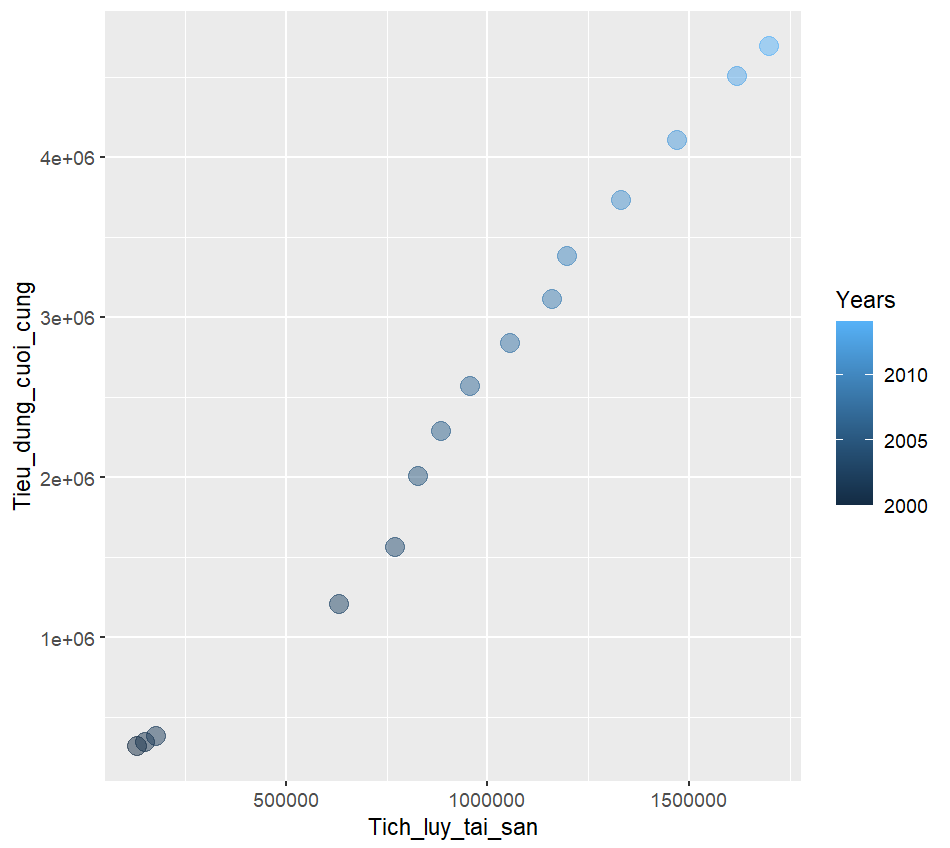 Tieu_dung_cuoi_cung
4e+06
3e+06
2e+06
1e+06
500000
1000000
1500000
Tich_luy_tai_san
Years
2010
2005
2000